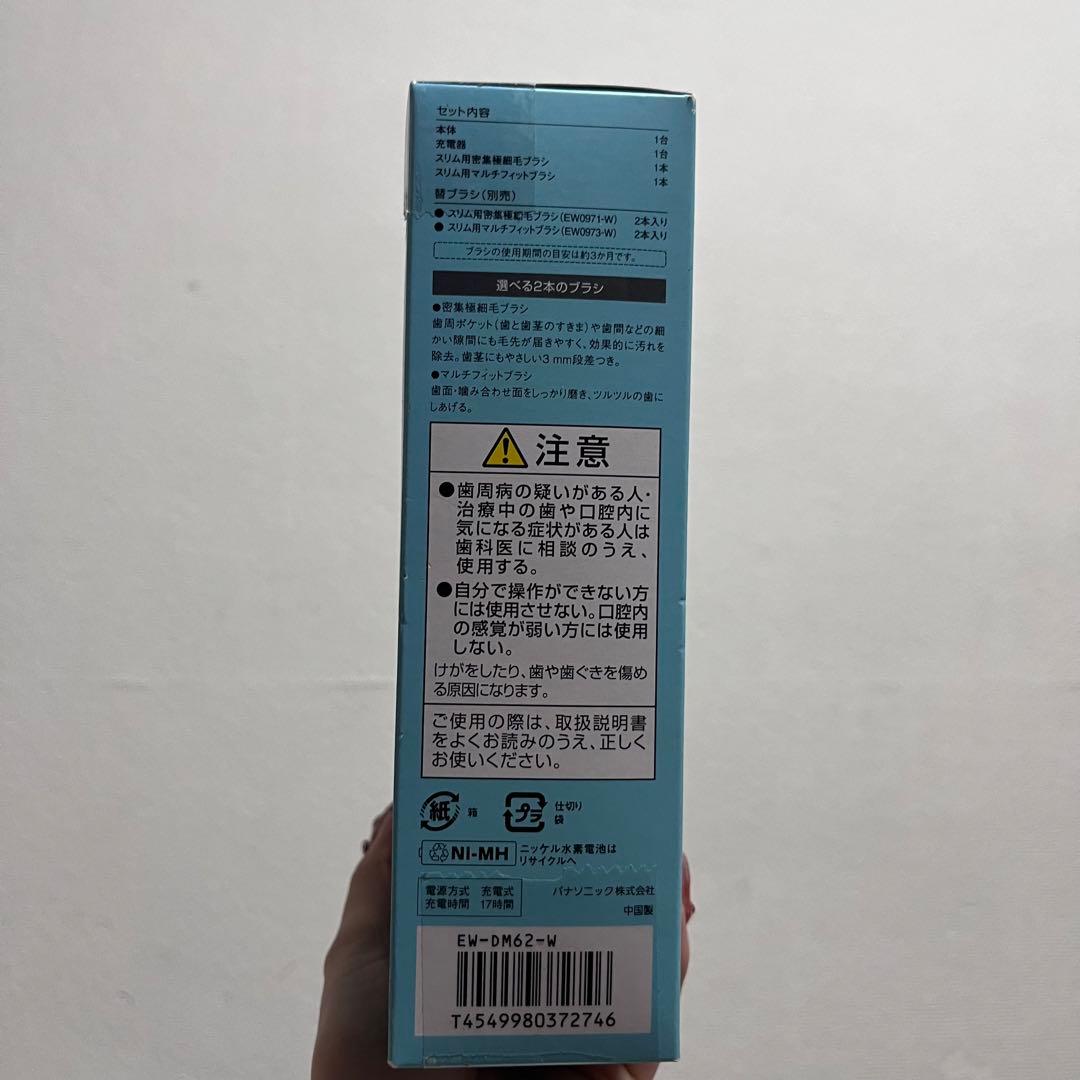 セット内容
本体 1台
充電器 1台
スリム用密集極細毛ブラシ 1本
スリム用マルチフィットブラシ 1本
替ブラシ(別売)
●スリム用密集極細毛ブラシ(EW0971-W) 2本入り
●スリム用マルチフィットブラシ(EW0973-W) 2本入り
ブラシの使用期間の目安は約3か月です。
選べる2本のブラシ
●密集極細毛ブラシ
歯周ポケット(歯と歯茎のすきま)や歯間などの細
かい隙間にも毛先が届きやすく、効果的に汚れを
除去。歯茎にもやさしい3 mm段差つき。
●マルチフィットブラシ
歯面・噛み合わせ面をしっかり磨き、ツルツルの歯に
しあげる。
注意
●歯周病の疑いがある人・
治療中の歯や口腔内に
気になる症状がある人は
歯科医に相談のうえ、
使用する。
●自分で操作ができない方
には使用させない。口腔内
の感覚が弱い方には使用
しない。
けがをしたり、歯や歯ぐきを傷め
る原因になります。
ご使用の際は、取扱説明書
をよくお読みのうえ、正しく
お使いください。
紙 箱 プラ 仕切り
袋
NI-MH ニッケル水素電池は
リサイクルへ
電源方式 充電式
充電時間 17時間
パナソニック株式会社
中国製
EW-DM62-W
T4549980372746